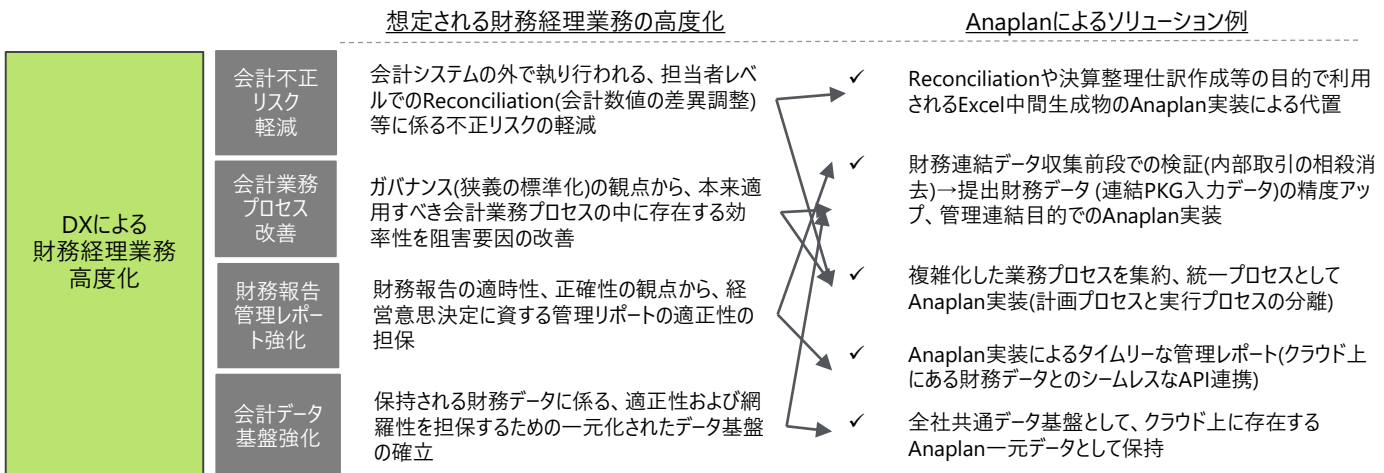 想定される財務経理業務の高度化
Anaplanによるソリューション例
DXによる
財務経理業務
高度化
会計不正
リスク
軽減
会計システムの外で執り行われる、担当者レベ
ルでのReconciliation(会計数値の差異調整)
等に係る不正リスクの軽減
会計業務
プロセス
改善
ガバナンス(狭義の標準化)の観点から、本来適
用すべき会計業務プロセスの中に存在する効
率性を阻害要因の改善
財務報告
管理レポー
ト強化
財務報告の適時性、正確性の観点から、経
営意思決定に資する管理リポートの適正性の
担保
会計データ
基盤強化
保持される財務データに係る、適正性および網
羅性を担保するための一元化されたデータ基盤
の確立
✓ Reconciliationや決算整理仕訳作成等の目的で利用
されるExcel中間生成物のAnaplan実装による代置
✓ 財務連結データ収集前段での検証(内部取引の相殺消
去)→提出財務データ (連結PKG入力データ)の精度アッ
プ、管理連結目的でのAnaplan実装
✓ 複雑化した業務プロセスを集約、統一プロセスとして
Anaplan実装(計画プロセスと実行プロセスの分離)
✓ Anaplan実装によるタイムリーな管理レポート(クラウド上
にある財務データとのシームレスなAPI連携)
✓ 全社共通データ基盤として、クラウド上に存在する
Anaplan一元データとして保持